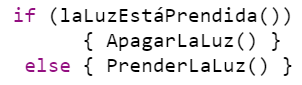 if (laLuzEstáPrendida())
{ ApagarLaLuz() }
else { PrenderLaLuz() }